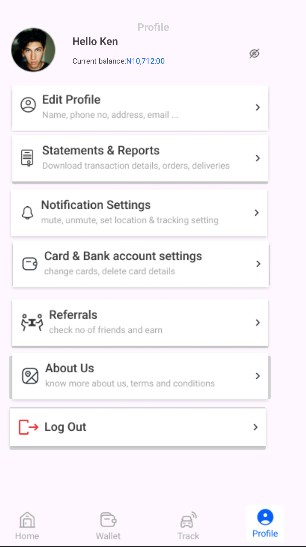 Profile
Hello Ken
Current balance:N10,712:00
Edit Profile
Name, phone no, address, email ...
Statements & Reports
Download transaction details, orders, deliveries
Notification Settings
mute, unmute, set location & tracking setting
Card & Bank account settings
change cards, delete card details
Referrals
check no of friends and earn
About Us
know more about us, terms and conditions
Log Out
Home
Wallet
Track
Profile